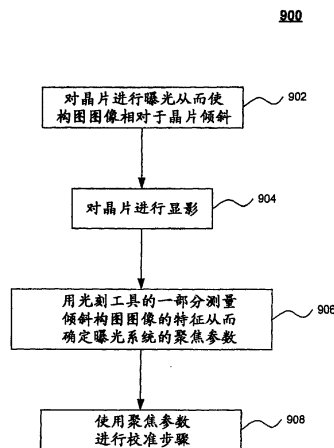 900
对晶片进行曝光从而使
构图图像相对于晶片倾斜
902
对晶片进行显影
904
用光刻工具的一部分测量
倾斜构图图像的特征从而
确定曝光系统的聚焦参数
906
使用聚焦参数
进行校准步骤
908